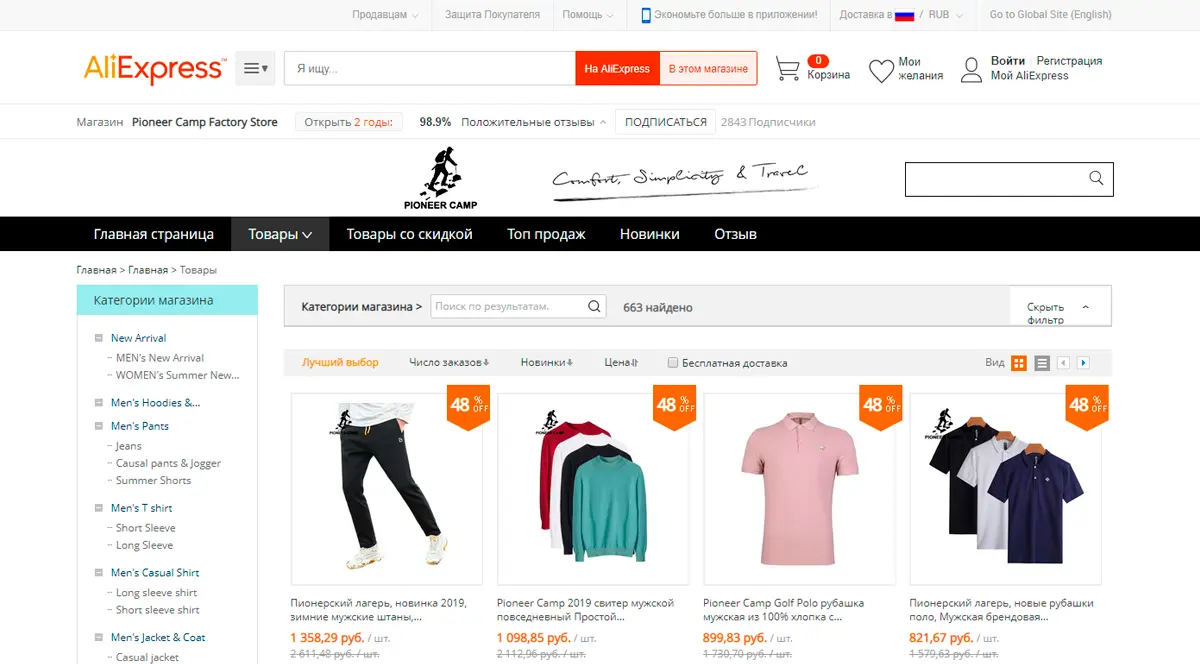 Продавцам Защита Покупателя Помощь Экономьте больше в приложении! Доставка в / RUB Go to Global Site (English)
AliExpress™ Я ищу... На AliExpress В этом магазине 0 Корзина Мои желания Войти Регистрация Мой AliExpress
Магазин Pioneer Camp Factory Store Открыть 2 годы: 98.9% Положительные отзывы ПОДПИСАТЬСЯ 2843 Подписчики
PIONEER CAMP Comfort, Simplicity & Travel
Главная страница Товары Товары со скидкой Топ продаж Новинки Отзыв
Главная > Главная > Товары
Категории магазина
New Arrival
MEN's New Arrival
WOMEN's Summer New...
Men's Hoodies &...
Men's Pants
Jeans
Causal pants & Jogger
Summer Shorts
Men's T shirt
Short Sleeve
Long Sleeve
Men's Casual Shirt
Long sleeve shirt
Short sleeve shirt
Men's Jacket & Coat
Casual jacket
Категории магазина > Поиск по результатам. 663 найдено Скрыть фильтр
Лучший выбор Число заказов Новинки Цена Бесплатная доставка Вид
48 % OFF 48 % OFF 48 % OFF 48 % OFF
PIONEER CAMP
Пионерский лагерь, новинка 2019,
зимние мужские штаны,...
1 358,29 руб. / шт.
2 611,48 руб. / шт.
Pioneer Camp 2019 свитер мужской
повседневный Простой...
1 098,85 руб. / шт.
2 112,96 руб. / шт.
Pioneer Camp Golf Polo рубашка
мужская из 100% хлопка с...
899,83 руб. / шт.
1 730,70 руб. / шт.
Пионерский лагерь, новые рубашки
поло, Мужская брендовая...
821,67 руб. / шт.
1 579,63 руб. / шт.